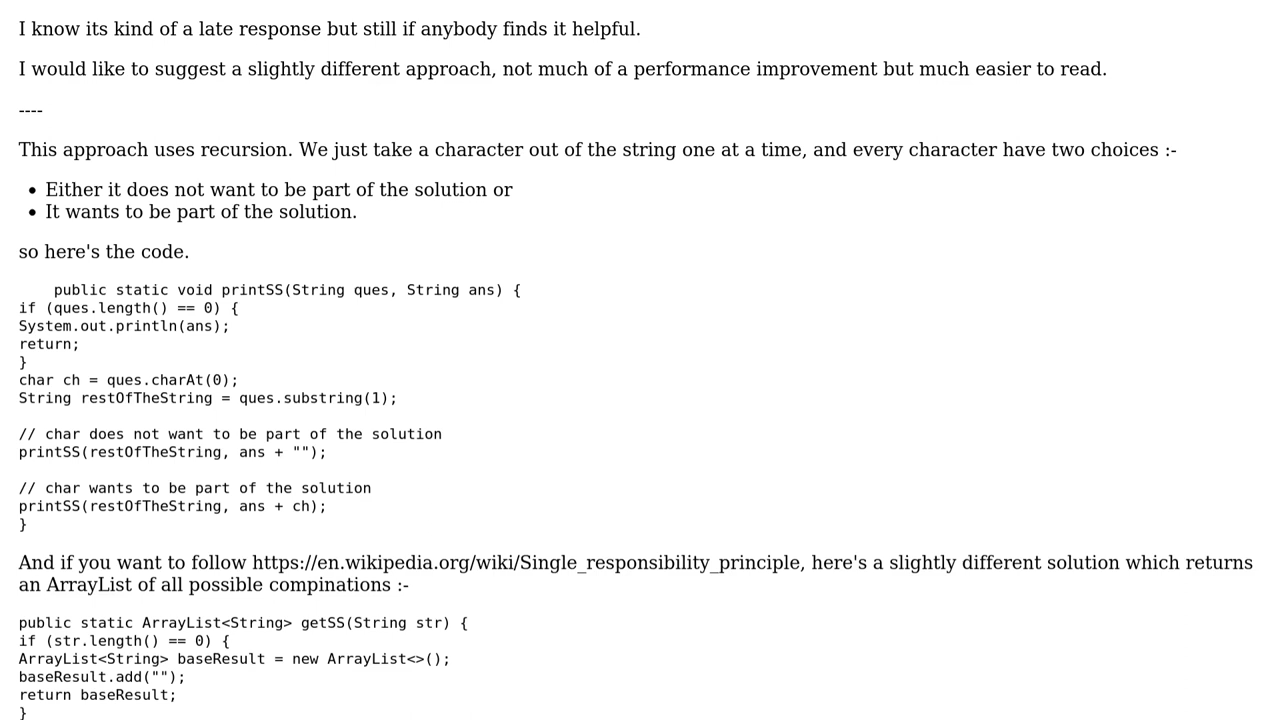 I know its kind of a late response but still if anybody finds it helpful.
I would like to suggest a slightly different approach, not much of a performance improvement but much easier to read.
----
This approach uses recursion. We just take a character out of the string one at a time, and every character have two choices :-
• Either it does not want to be part of the solution or
• It wants to be part of the solution.
so here's the code.
    public static void printSS(String ques, String ans) {
if (ques.length() == 0) {
System.out.println(ans);
return;
}
char ch = ques.charAt(0);
String restOfTheString = ques.substring(1);
// char does not want to be part of the solution
printSS(restOfTheString, ans + "");
// char wants to be part of the solution
printSS(restOfTheString, ans + ch);
}
And if you want to follow https://en.wikipedia.org/wiki/Single_responsibility_principle, here's a slightly different solution which returns
an ArrayList of all possible compinations :-
public static ArrayList<String> getSS(String str) {
if (str.length() == 0) {
ArrayList<String> baseResult = new ArrayList<>();
baseResult.add("");
return baseResult;
}